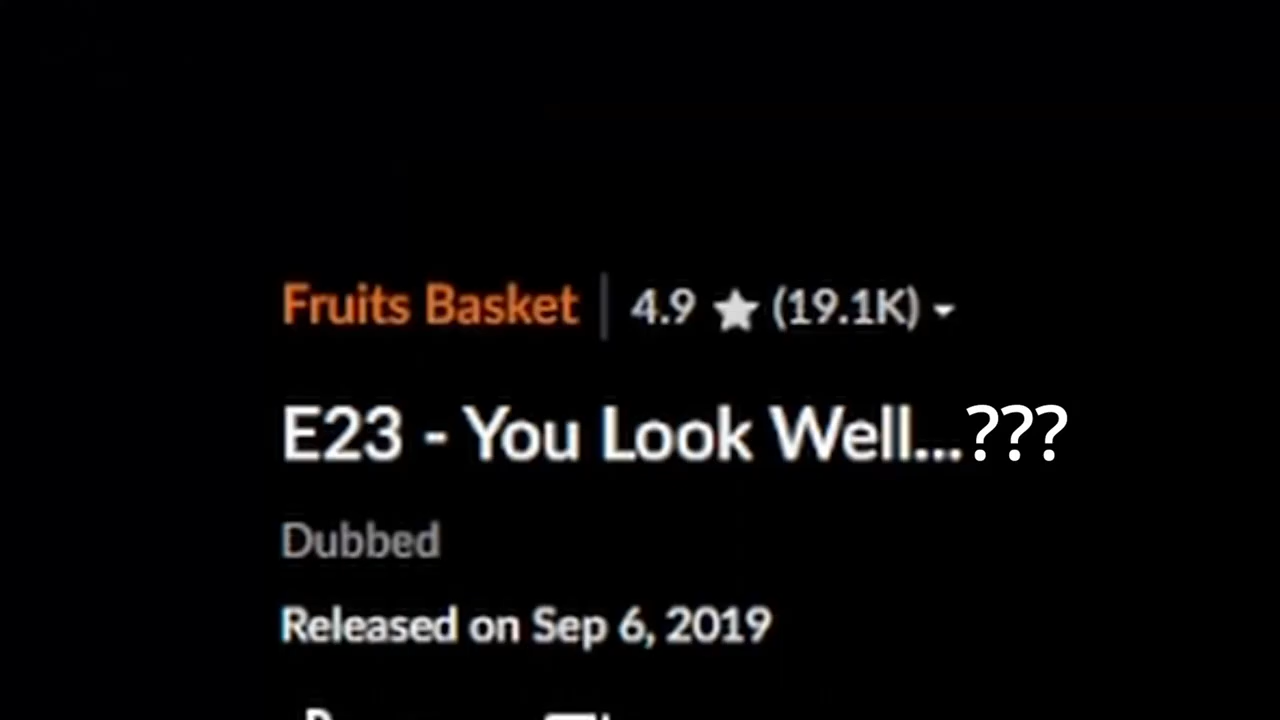 Fruits Basket | 4.9 ★ (19.1K)
E23 - You Look Well...???
Dubbed
Released on Sep 6, 2019